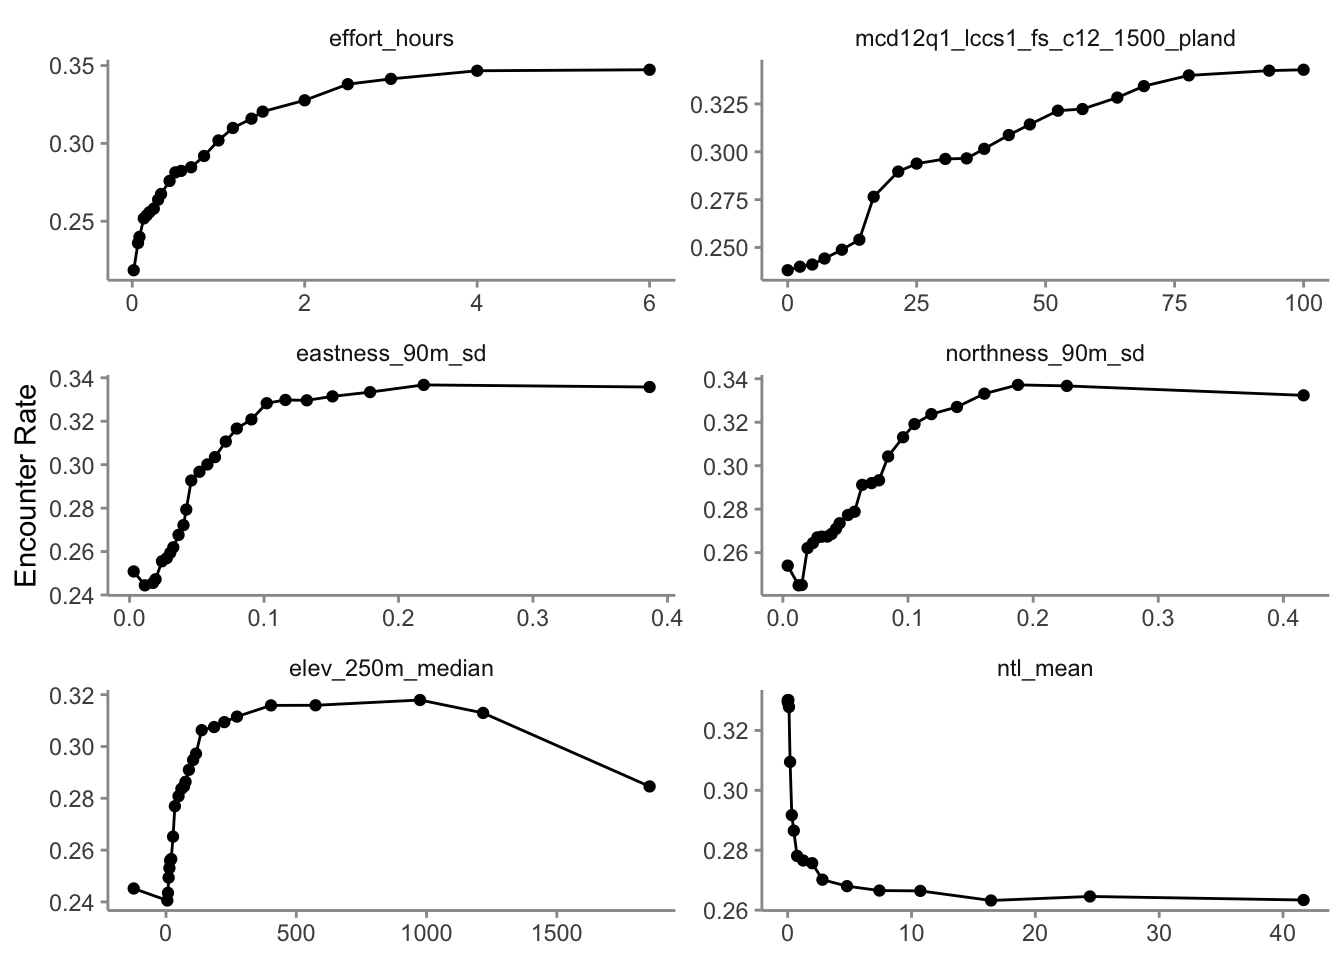 effort_hours
mcd12q1_lccs1_fs_c12_1500_pland
0.35
0.30
0.25
0 2 4 6
0.325
0.300
0.275
0.250
0 25 50 75 100
Encounter Rate
eastness_90m_sd
northness_90m_sd
0.34
0.32
0.30
0.28
0.26
0.24
0.0 0.1 0.2 0.3 0.4
0.34
0.32
0.30
0.28
0.26
0.0 0.1 0.2 0.3 0.4
elev_250m_median
ntl_mean
0.32
0.30
0.28
0.26
0.24
0 500 1000 1500
0.32
0.30
0.28
0.26
0 10 20 30 40